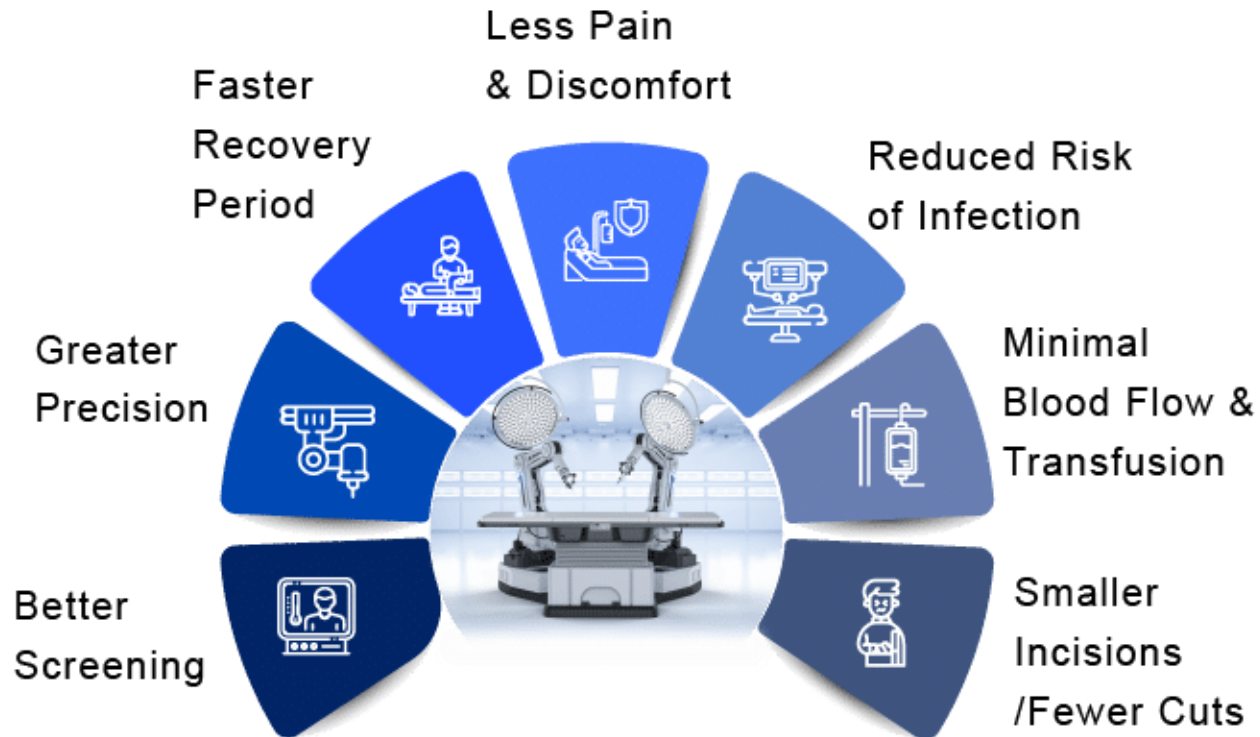 Less Pain
& Discomfort
Faster
Recovery
Period
Reduced Risk
of Infection
Greater
Precision
Minimal
Blood Flow &
Transfusion
Better
Screening
Smaller
Incisions
/Fewer Cuts